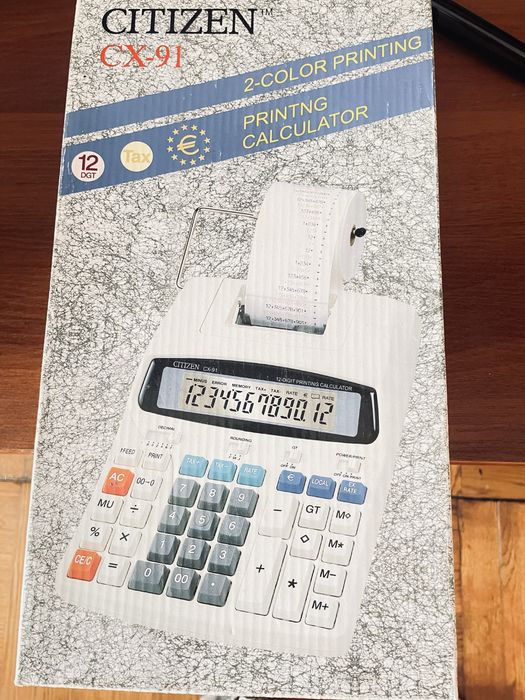 CITIZEN™
CX-91
2-COLOR PRINTING
PRINTNG
CALCULATOR
12
DGT
Tax
€
CITIZEN CX-91
12-DIGIT PRINTING CALCULATOR
MINUS ERROR MEMORY TAX+ TAX- RATE € RATE
1234567890.12
DECIMAL
ROUNDING
GT
POWER/PRINT
FEED PRINT
OFF ON
OFF ON PRINT
TAX+ TAX- RATE
€ LOCAL EX RATE
AC 00→0 7 8 9 − GT M◇
MU ÷ 4 5 6 ◇ M*
% × 1 2 3 + * M−
CE/C = 0 00 · M+